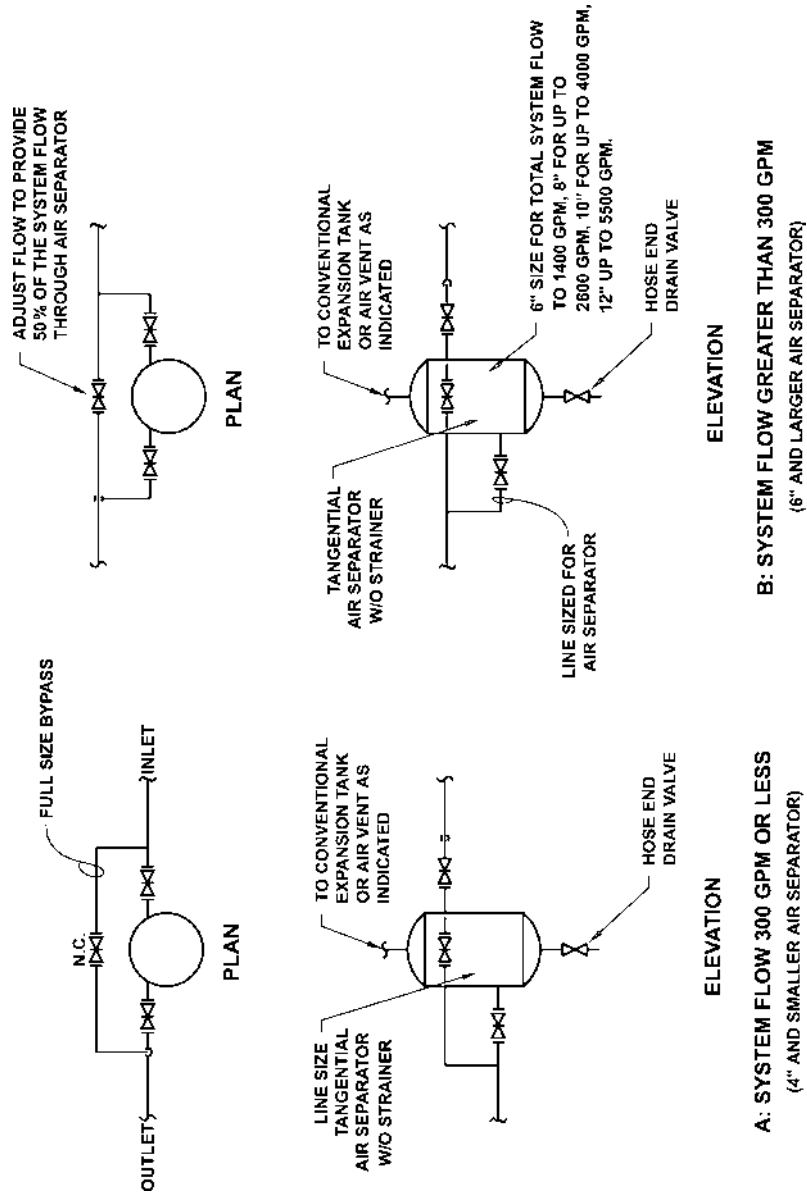 FULL SIZE BYPASS
N.C.
OUTLET
INLET
PLAN
LINE SIZE
TANGENTIAL
AIR SEPARATOR
W/O STRAINER
TO CONVENTIONAL
EXPANSION TANK
OR AIR VENT AS
INDICATED
HOSE END
DRAIN VALVE
ELEVATION
A: SYSTEM FLOW 300 GPM OR LESS
(4" AND SMALLER AIR SEPARATOR)
ADJUST FLOW TO PROVIDE
50% OF THE SYSTEM FLOW
THROUGH AIR SEPARATOR
PLAN
TANGENTIAL
AIR SEPARATOR
W/O STRAINER
TO CONVENTIONAL
EXPANSION TANK
OR AIR VENT AS
INDICATED
6" SIZE FOR TOTAL SYSTEM FLOW
TO 1400 GPM, 8" FOR UP TO
2600 GPM, 10" FOR UP TO 4000 GPM,
12" UP TO 5500 GPM.
LINE SIZED FOR
AIR SEPARATOR
HOSE END
DRAIN VALVE
ELEVATION
B: SYSTEM FLOW GREATER THAN 300 GPM
(6" AND LARGER AIR SEPARATOR)